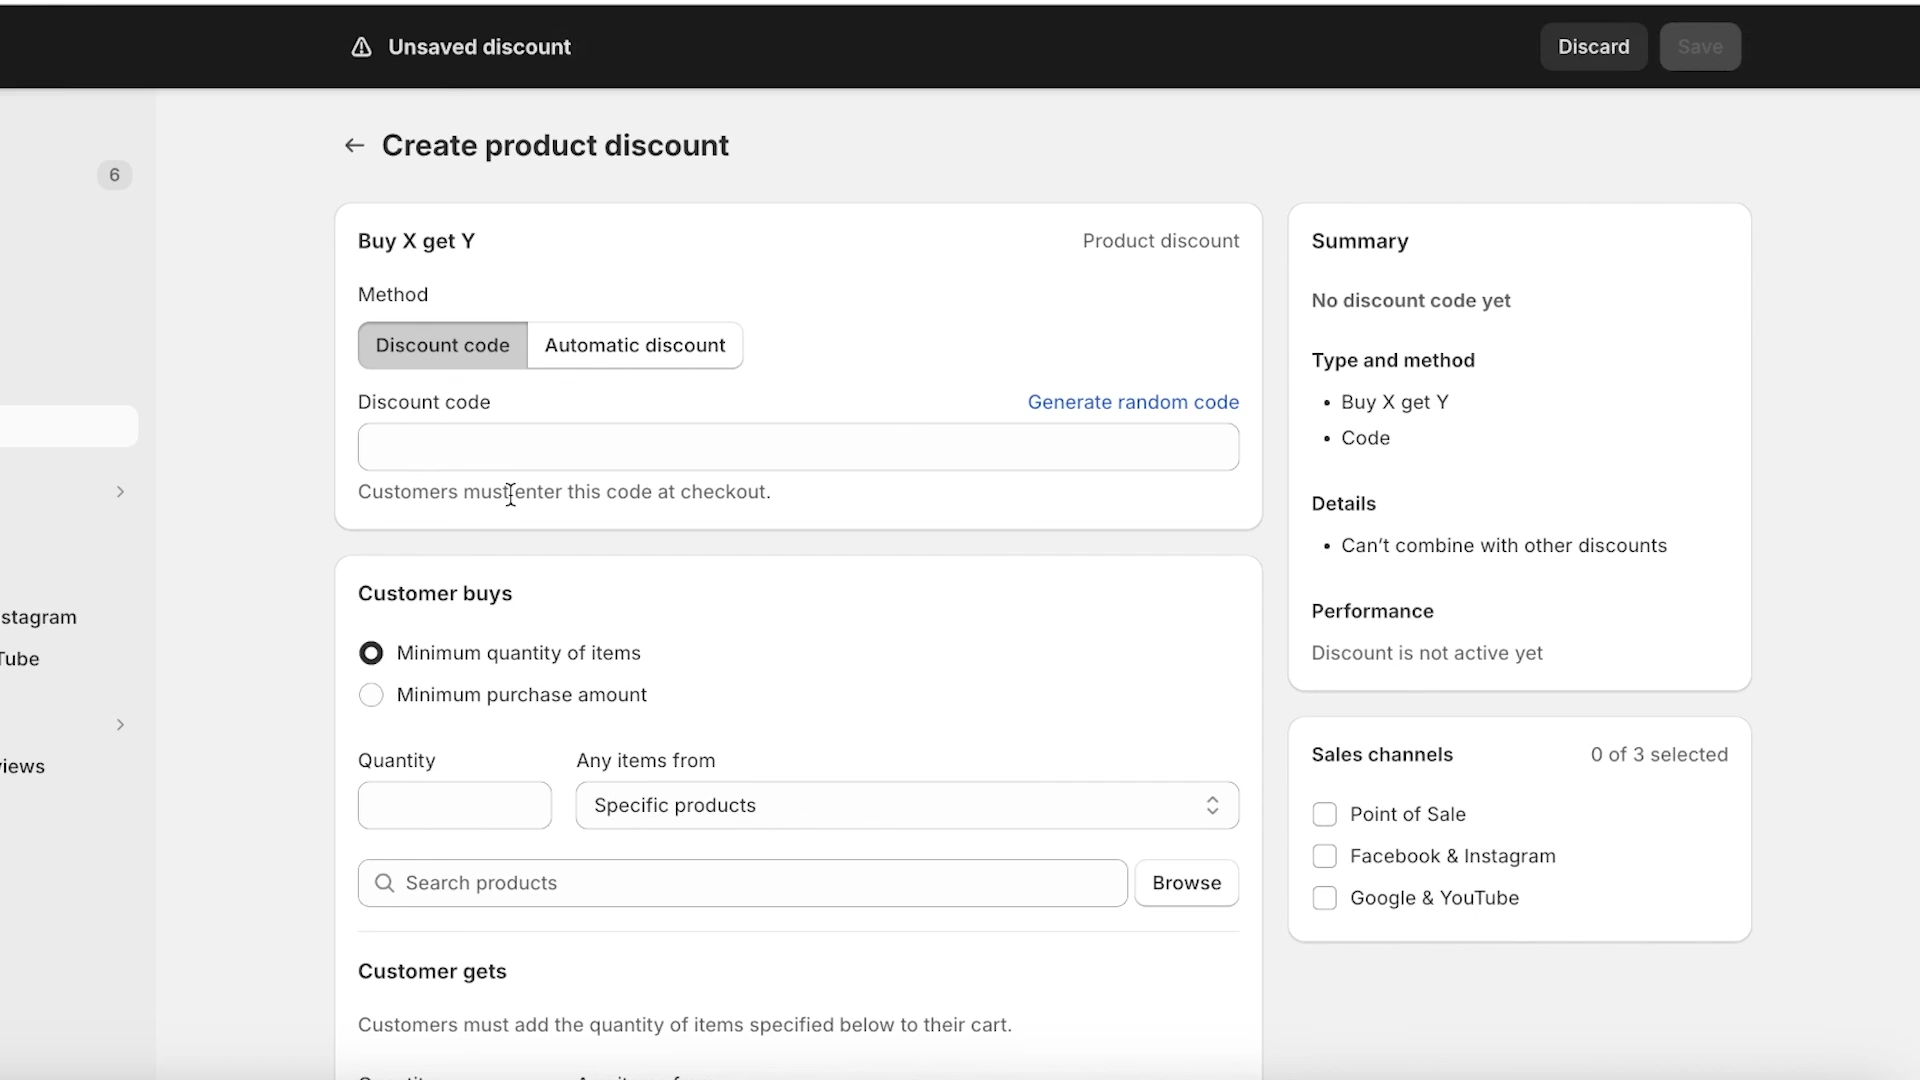 Unsaved discount
Discard
Save
Create product discount
6
Buy X get Y
Product discount
Method
Discount code
Automatic discount
Discount code
Generate random code
Customers must enter this code at checkout.
Customer buys
Minimum quantity of items
Minimum purchase amount
Quantity
Any items from
Specific products
Search products
Browse
Customer gets
Customers must add the quantity of items specified below to their cart.
Summary
No discount code yet
Type and method
• Buy X get Y
• Code
Details
• Can't combine with other discounts
Performance
Discount is not active yet
Sales channels
0 of 3 selected
Point of Sale
Facebook & Instagram
Google & YouTube
stagram
Tube
iews